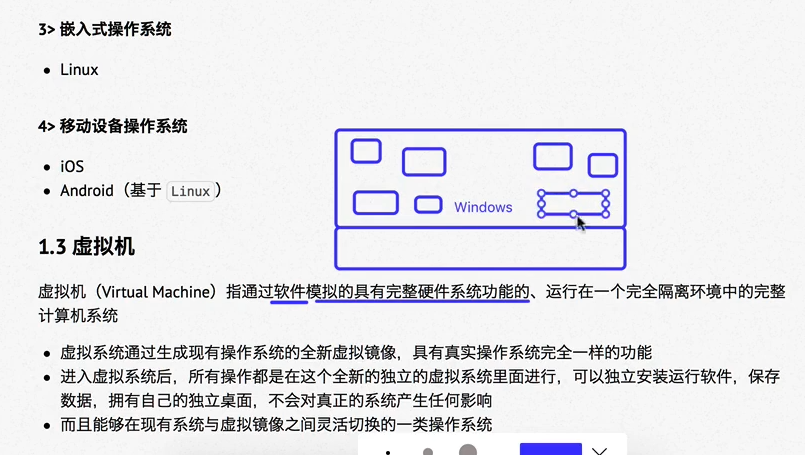 3> 嵌入式操作系统
Linux
4> 移动设备操作系统
iOS
Android（基于 Linux）
Windows
1.3 虚拟机
虚拟机（Virtual Machine）指通过软件模拟的具有完整硬件系统功能的、运行在一个完全隔离环境中的完整
计算机系统
虚拟系统通过生成现有操作系统的全新虚拟镜像，具有真实操作系统完全一样的功能
进入虚拟系统后，所有操作都是在这个全新的独立的虚拟系统里面进行，可以独立安装运行软件，保存
数据，拥有自己的独立桌面，不会对真正的系统产生任何影响
而且能够在现有系统与虚拟镜像之间灵活切换的一类操作系统